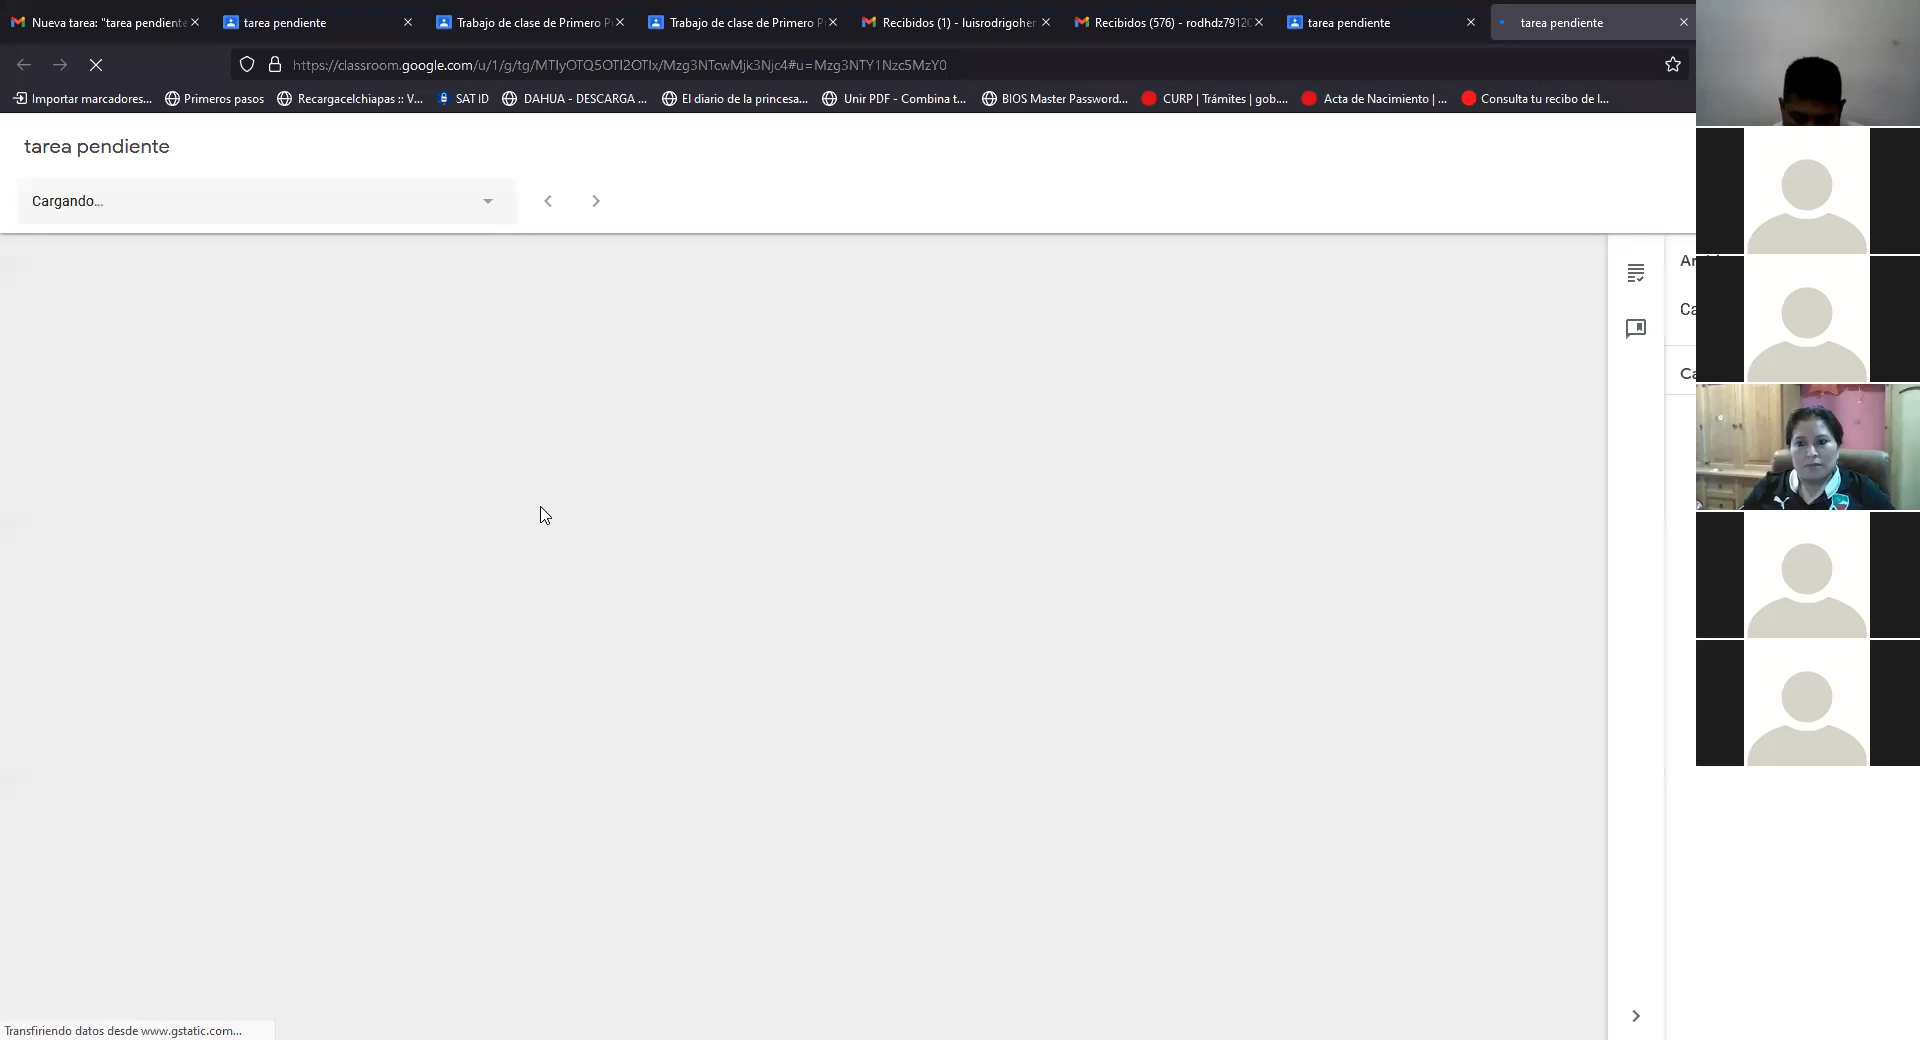 Nueva tarea: "tarea pendiente
tarea pendiente
Trabajo de clase de Primero P
Trabajo de clase de Primero P
Recibidos (1) - luisrodrigoher
Recibidos (576) - rodhdz7912
tarea pendiente
tarea pendiente
https://classroom.google.com/u/1/g/tg/MTIyOTQ5OTI2OTIx/Mzg3NTcwMjk3Njc4#u=Mzg3NTY1Nzc5MzY0
Importar marcadores...
Primeros pasos
Recargacelchiapas :: V...
SAT ID
DAHUA - DESCARGA ...
El diario de la princesa...
Unir PDF - Combina t...
BIOS Master Password...
CURP | Trámites | gob....
Acta de Nacimiento | ...
Consulta tu recibo de l...
tarea pendiente
Cargando...
Ca
Ca
Transfiriendo datos desde www.gstatic.com...